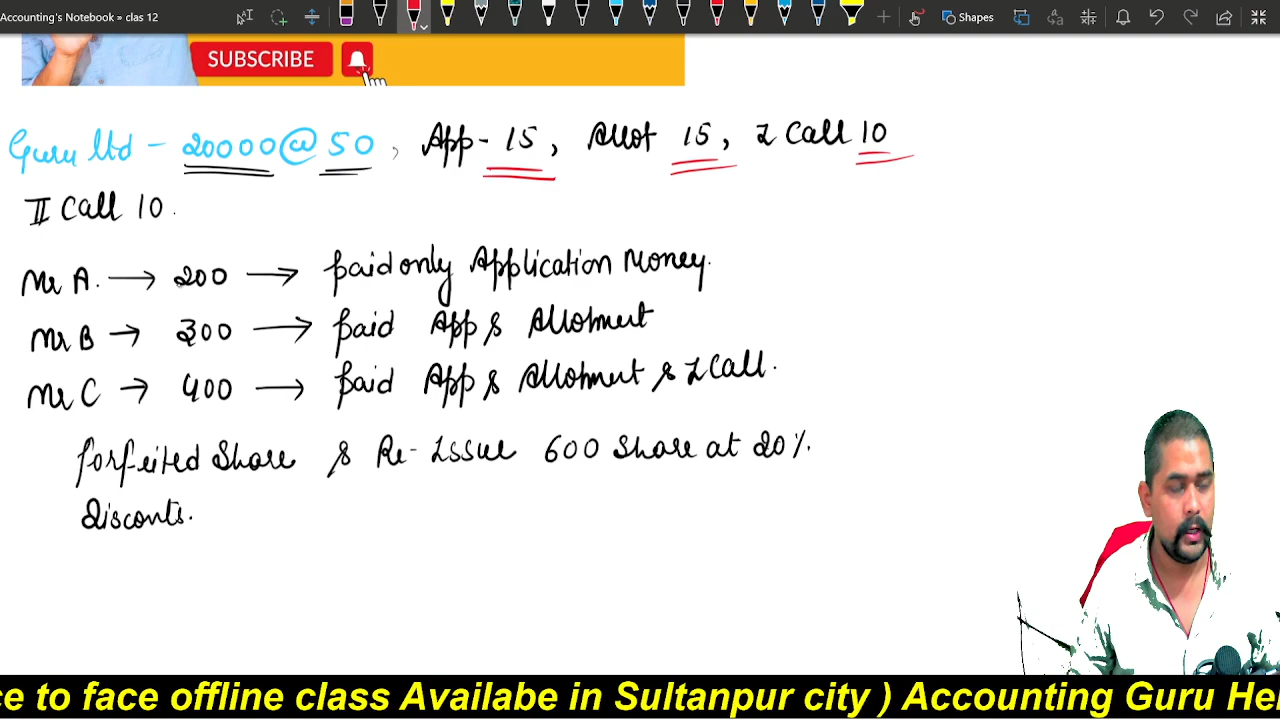 Accounting's Notebook » clas 12
Shapes
SUBSCRIBE
Guru ltd - 20000@50, App-15, Allot 15, I Call 10
II Call 10.
Mr A. → 200 → paid only Application Money.
Mr B → 300 → paid App & Allotment
Mr C → 400 → paid App & Allotment & I Call.
forfeited Share & Re-Issue 600 Share at 20%
Disconts.
ce to face offline class Availabe in Sultanpur city ) Accounting Guru He